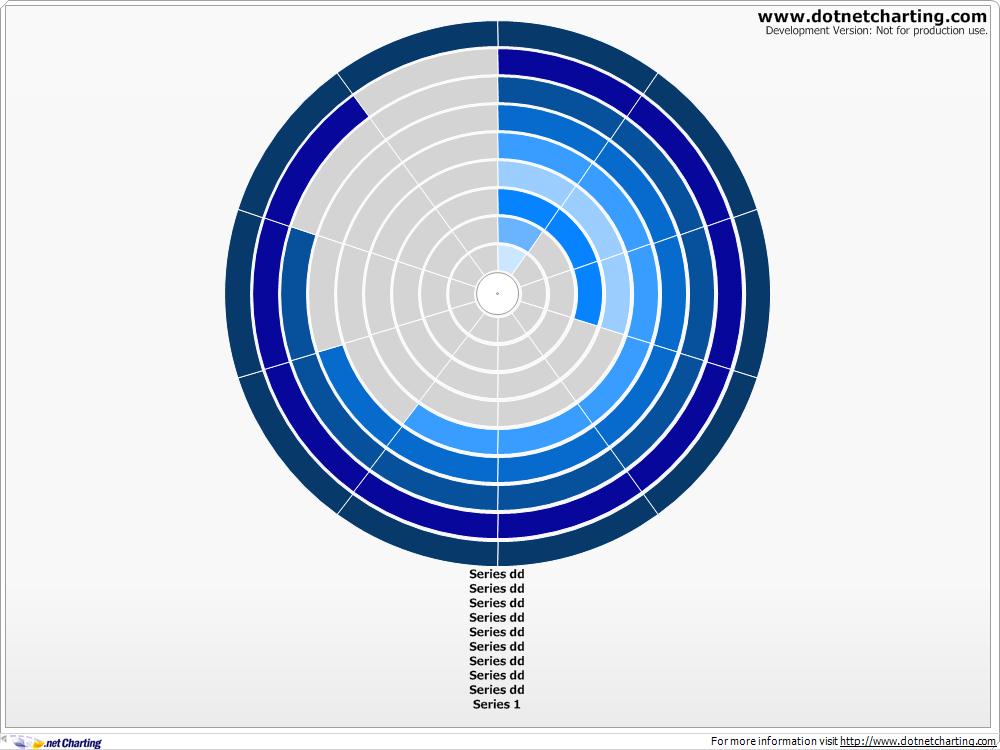 www.dotnetcharting.com
Development Version: Not for production use.
Series dd
Series dd
Series dd
Series dd
Series dd
Series dd
Series dd
Series dd
Series dd
Series 1
.net Charting
For more information visit http://www.dotnetcharting.com